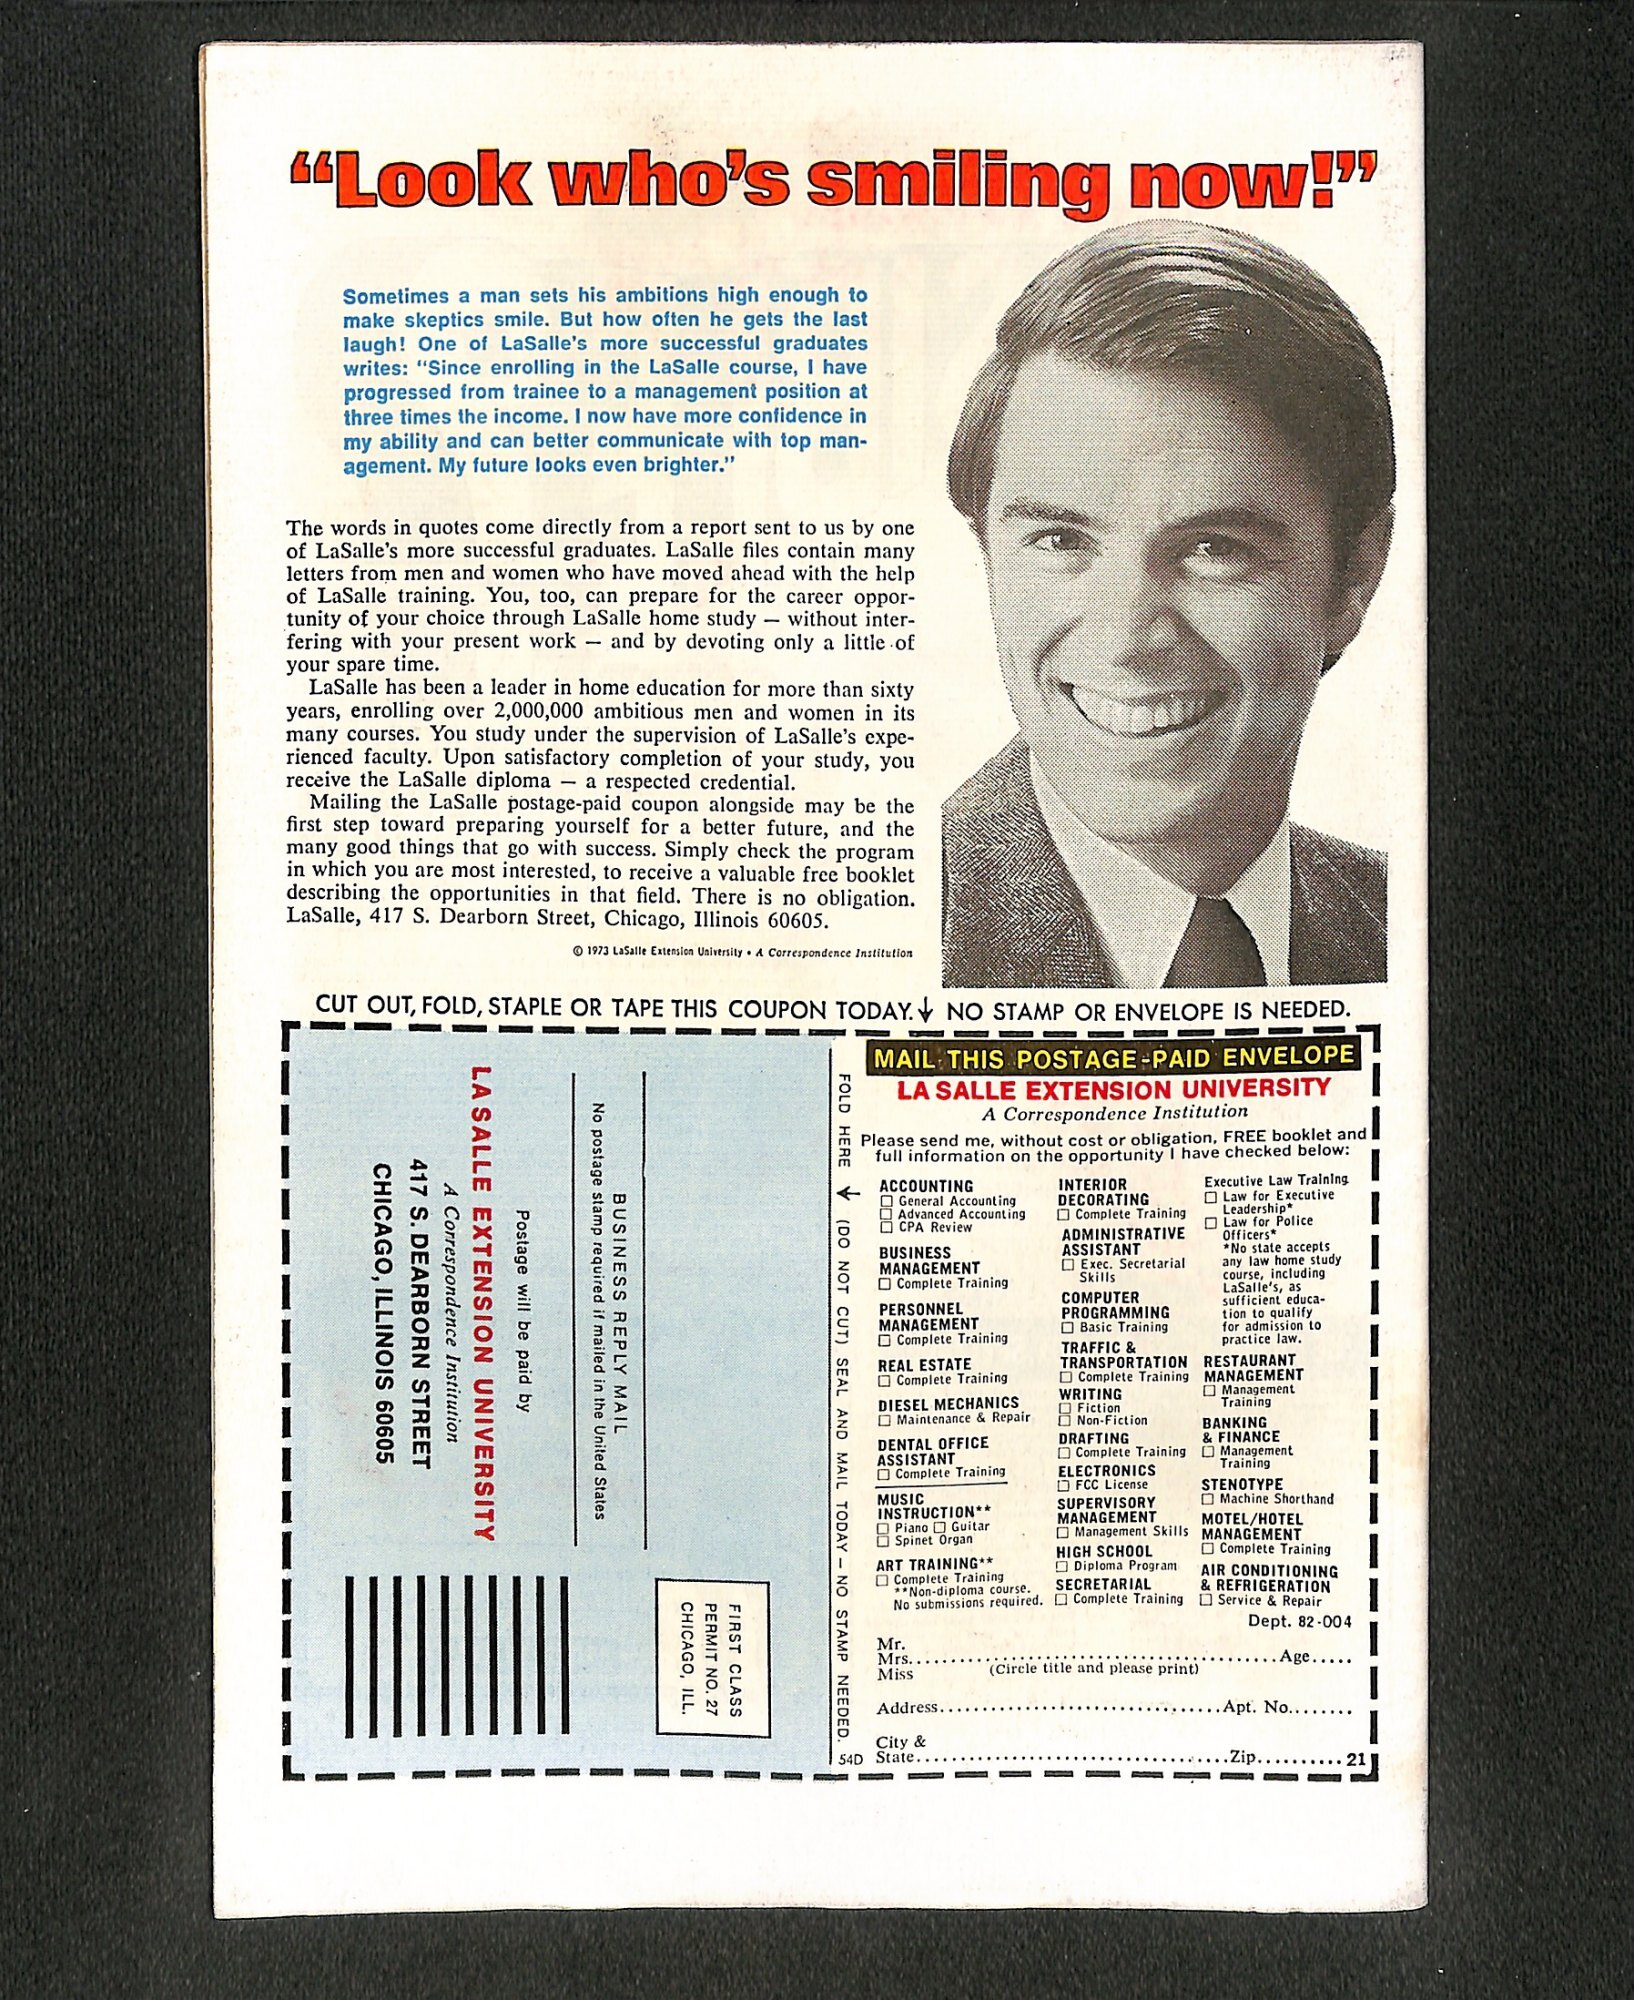 “Look who’s smiling now!”
Sometimes a man sets his ambitions high enough to
make skeptics smile. But how often he gets the last
laugh! One of LaSalle’s more successful graduates
writes: “Since enrolling in the LaSalle course, I have
progressed from trainee to a management position at
three times the income. I now have more confidence in
my ability and can better communicate with top man-
agement. My future looks even brighter.”
The words in quotes come directly from a report sent to us by one
of LaSalle’s more successful graduates. LaSalle files contain many
letters from men and women who have moved ahead with the help
of LaSalle training. You, too, can prepare for the career oppor-
tunity of your choice through LaSalle home study — without inter-
fering with your present work — and by devoting only a little of
your spare time.
LaSalle has been a leader in home education for more than sixty
years, enrolling over 2,000,000 ambitious men and women in its
many courses. You study under the supervision of LaSalle’s expe-
rienced faculty. Upon satisfactory completion of your study, you
receive the LaSalle diploma — a respected credential.
Mailing the LaSalle postage-paid coupon alongside may be the
first step toward preparing yourself for a better future, and the
many good things that go with success. Simply check the program
in which you are most interested, to receive a valuable free booklet
describing the opportunities in that field. There is no obligation.
LaSalle, 417 S. Dearborn Street, Chicago, Illinois 60605.
© 1973 LaSalle Extension University • A Correspondence Institution
CUT OUT, FOLD, STAPLE OR TAPE THIS COUPON TODAY.↓ NO STAMP OR ENVELOPE IS NEEDED.
FIRST CLASS
PERMIT NO. 27
CHICAGO, ILL.
BUSINESS REPLY MAIL
No postage stamp required if mailed in the United States
Postage will be paid by
LA SALLE EXTENSION UNIVERSITY
A Correspondence Institution
417 S. DEARBORN STREET
CHICAGO, ILLINOIS 60605
FOLD HERE ↓ (DO NOT CUT) SEAL AND MAIL TODAY – NO STAMP NEEDED.
54D
MAIL THIS POSTAGE-PAID ENVELOPE
LA SALLE EXTENSION UNIVERSITY
A Correspondence Institution
Please send me, without cost or obligation, FREE booklet and
full information on the opportunity I have checked below:
ACCOUNTING
☐ General Accounting
☐ Advanced Accounting
☐ CPA Review
BUSINESS
MANAGEMENT
☐ Complete Training
PERSONNEL
MANAGEMENT
☐ Complete Training
REAL ESTATE
☐ Complete Training
DIESEL MECHANICS
☐ Maintenance & Repair
DENTAL OFFICE
ASSISTANT
☐ Complete Training
MUSIC
INSTRUCTION**
☐ Piano ☐ Guitar
☐ Spinet Organ
ART TRAINING**
☐ Complete Training
**Non-diploma course.
No submissions required.
INTERIOR
DECORATING
☐ Complete Training
ADMINISTRATIVE
ASSISTANT
☐ Exec. Secretarial
Skills
COMPUTER
PROGRAMMING
☐ Basic Training
TRAFFIC &
TRANSPORTATION
☐ Complete Training
WRITING
☐ Fiction
☐ Non-Fiction
DRAFTING
☐ Complete Training
ELECTRONICS
☐ FCC License
SUPERVISORY
MANAGEMENT
☐ Management Skills
HIGH SCHOOL
☐ Diploma Program
SECRETARIAL
☐ Complete Training
Executive Law Training
☐ Law for Executive
Leadership*
☐ Law for Police
Officers*
*No state accepts
any law home study
course, including
LaSalle’s, as
sufficient educa-
tion to qualify
for admission to
practice law.
RESTAURANT
MANAGEMENT
☐ Management
Training
BANKING
& FINANCE
☐ Management
Training
STENOTYPE
☐ Machine Shorthand
MOTEL/HOTEL
MANAGEMENT
☐ Complete Training
AIR CONDITIONING
& REFRIGERATION
☐ Service & Repair
Dept. 82-004
Mr.
Mrs. Age
Miss (Circle title and please print)
Address Apt. No.
City &
State Zip 21